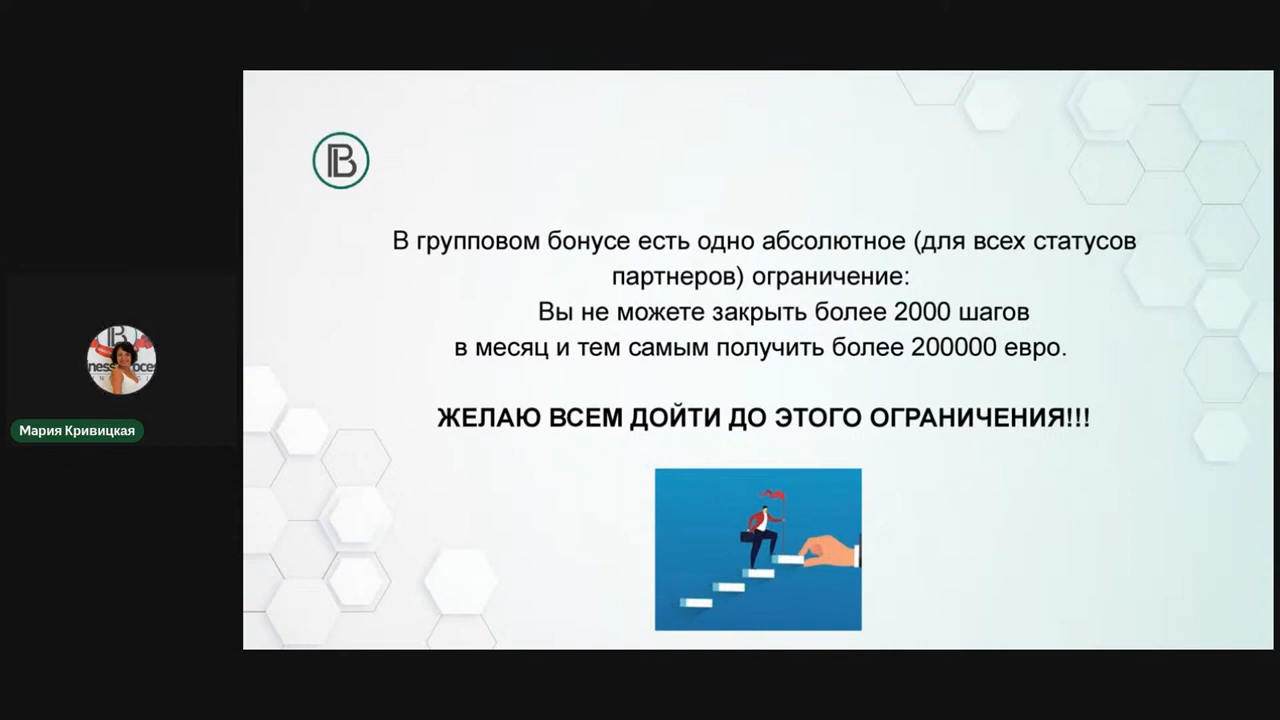 В групповом бонусе есть одно абсолютное (для всех статусов
партнеров) ограничение:
Вы не можете закрыть более 2000 шагов
в месяц и тем самым получить более 200000 евро.
ЖЕЛАЮ ВСЕМ ДОЙТИ ДО ЭТОГО ОГРАНИЧЕНИЯ!!!
Мария Кривицкая